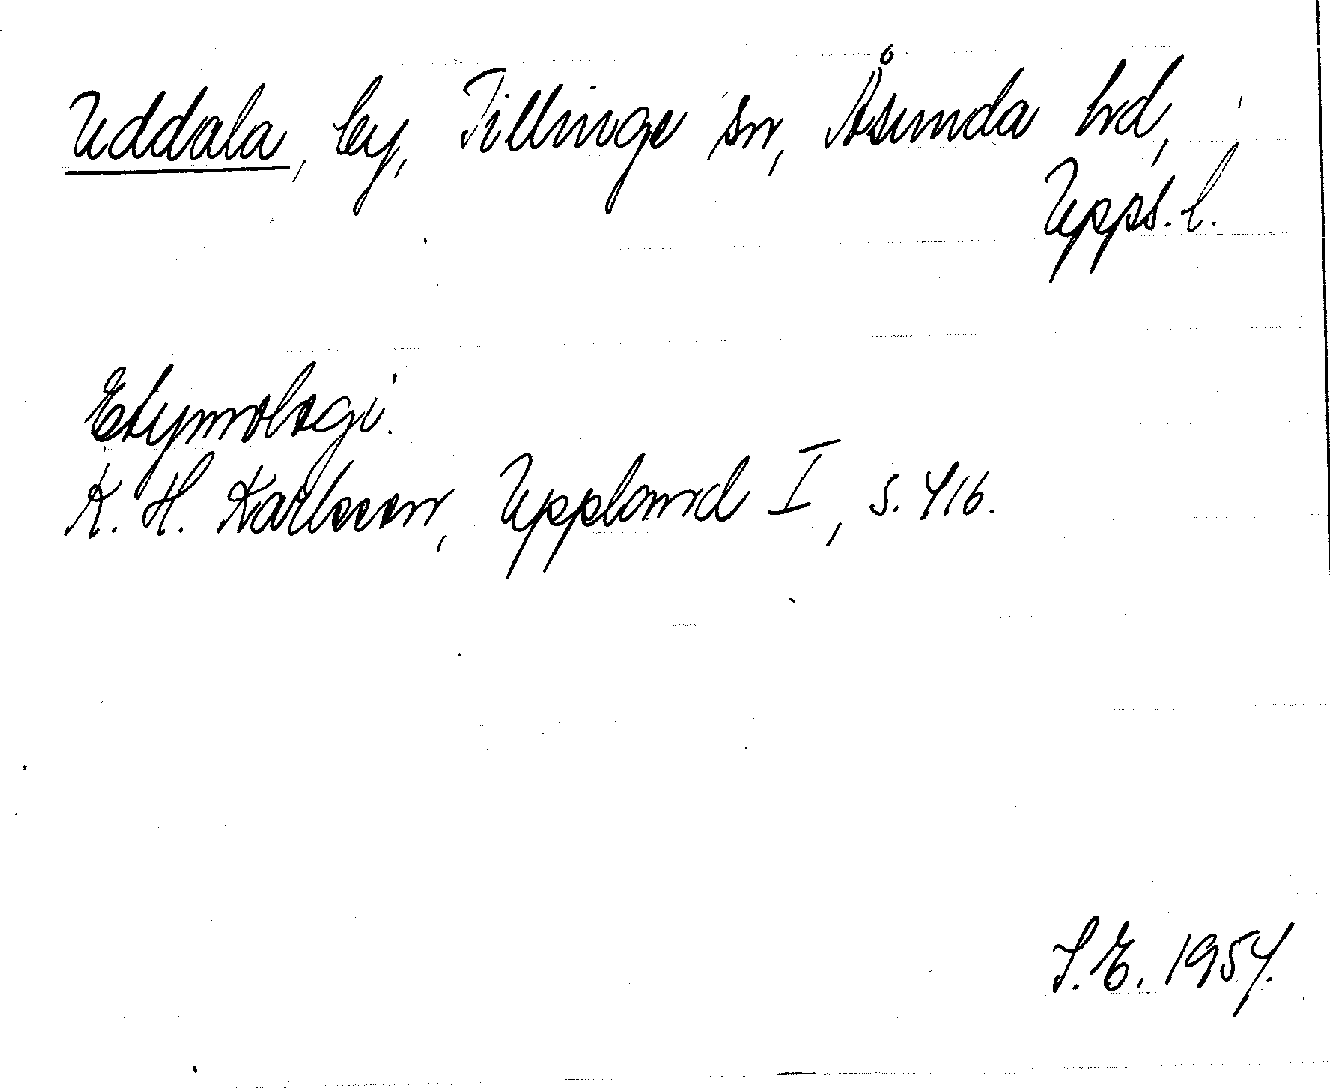 Uddala, by, Tillinge sn, Åsunda hd,
Upps. l.
Etymologi.
K. H. Karlsson, Uppland I, s. 416.
S. E. 1954.